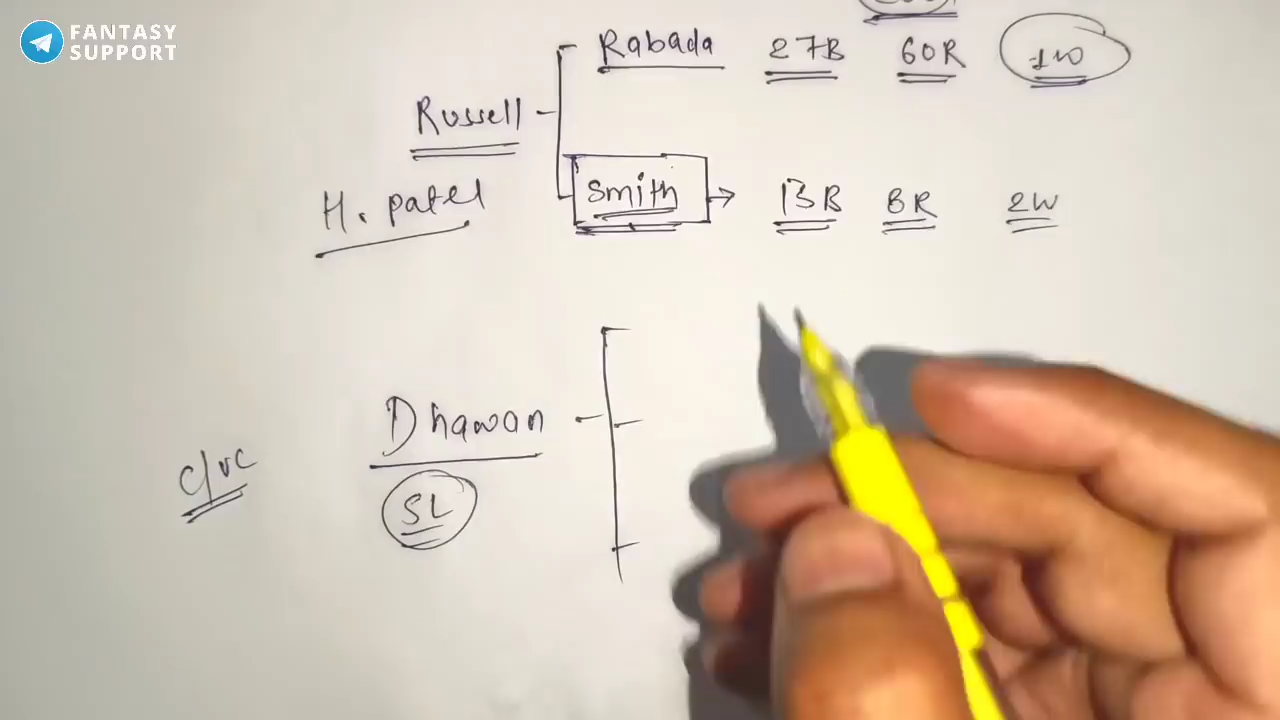 FANTASY
SUPPORT
Rabada 27B 60R 1W
Russell
Smith → 13B 8R 2W
H. patel
Dhawan
C/VC
SL